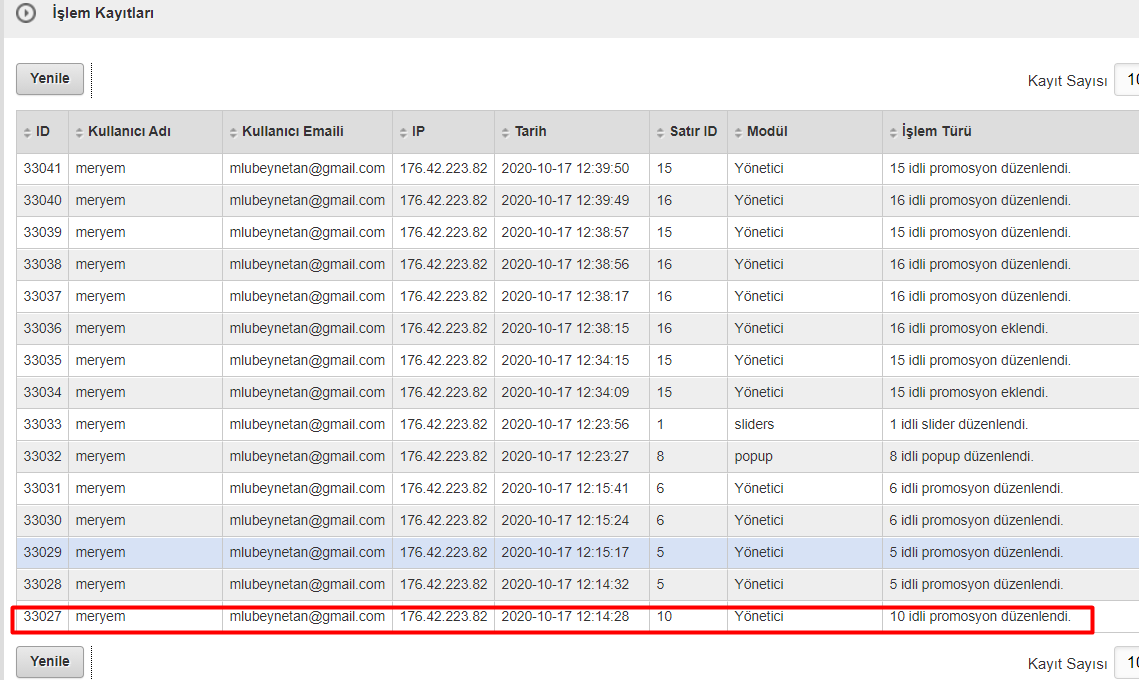 İşlem Kayıtları
Yenile
Kayıt Sayısı 10
ID Kullanıcı Adı Kullanıcı Emaili IP Tarih Satır ID Modül İşlem Türü
33041 meryem mlubeynetan@gmail.com 176.42.223.82 2020-10-17 12:39:50 15 Yönetici 15 idli promosyon düzenlendi.
33040 meryem mlubeynetan@gmail.com 176.42.223.82 2020-10-17 12:39:49 16 Yönetici 16 idli promosyon düzenlendi.
33039 meryem mlubeynetan@gmail.com 176.42.223.82 2020-10-17 12:38:57 15 Yönetici 15 idli promosyon düzenlendi.
33038 meryem mlubeynetan@gmail.com 176.42.223.82 2020-10-17 12:38:56 16 Yönetici 16 idli promosyon düzenlendi.
33037 meryem mlubeynetan@gmail.com 176.42.223.82 2020-10-17 12:38:17 16 Yönetici 16 idli promosyon düzenlendi.
33036 meryem mlubeynetan@gmail.com 176.42.223.82 2020-10-17 12:38:15 16 Yönetici 16 idli promosyon eklendi.
33035 meryem mlubeynetan@gmail.com 176.42.223.82 2020-10-17 12:34:15 15 Yönetici 15 idli promosyon düzenlendi.
33034 meryem mlubeynetan@gmail.com 176.42.223.82 2020-10-17 12:34:09 15 Yönetici 15 idli promosyon eklendi.
33033 meryem mlubeynetan@gmail.com 176.42.223.82 2020-10-17 12:23:56 1 sliders 1 idli slider düzenlendi.
33032 meryem mlubeynetan@gmail.com 176.42.223.82 2020-10-17 12:23:27 8 popup 8 idli popup düzenlendi.
33031 meryem mlubeynetan@gmail.com 176.42.223.82 2020-10-17 12:15:41 6 Yönetici 6 idli promosyon düzenlendi.
33030 meryem mlubeynetan@gmail.com 176.42.223.82 2020-10-17 12:15:24 6 Yönetici 6 idli promosyon düzenlendi.
33029 meryem mlubeynetan@gmail.com 176.42.223.82 2020-10-17 12:15:17 5 Yönetici 5 idli promosyon düzenlendi.
33028 meryem mlubeynetan@gmail.com 176.42.223.82 2020-10-17 12:14:32 5 Yönetici 5 idli promosyon düzenlendi.
33027 meryem mlubeynetan@gmail.com 176.42.223.82 2020-10-17 12:14:28 10 Yönetici 10 idli promosyon düzenlendi.
Yenile
Kayıt Sayısı 10